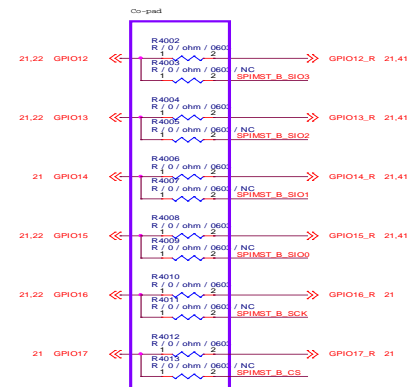 Co-pad
R4002
R / 0 / ohm / 0603
21,22 GPIO12 1 2 GPIO12_R 21,41
R4003
R / 0 / ohm / 0603 / NC
1 2 SPIMST_B_SIO3
R4004
R / 0 / ohm / 0603
21,22 GPIO13 1 2 GPIO13_R 21,41
R4005
R / 0 / ohm / 0603 / NC
1 2 SPIMST_B_SIO2
R4006
R / 0 / ohm / 0603
21 GPIO14 1 2 GPIO14_R 21,41
R4007
R / 0 / ohm / 0603 / NC
1 2 SPIMST_B_SIO1
R4008
R / 0 / ohm / 0603
21,22 GPIO15 1 2 GPIO15_R 21,41
R4009
R / 0 / ohm / 0603 / NC
1 2 SPIMST_B_SIO0
R4010
R / 0 / ohm / 0603
21,22 GPIO16 1 2 GPIO16_R 21
R4011
R / 0 / ohm / 0603 / NC
1 2 SPIMST_B_SCK
R4012
R / 0 / ohm / 0603
21 GPIO17 1 2 GPIO17_R 21
R4013
R / 0 / ohm / 0603 / NC
1 2 SPIMST_B_CS